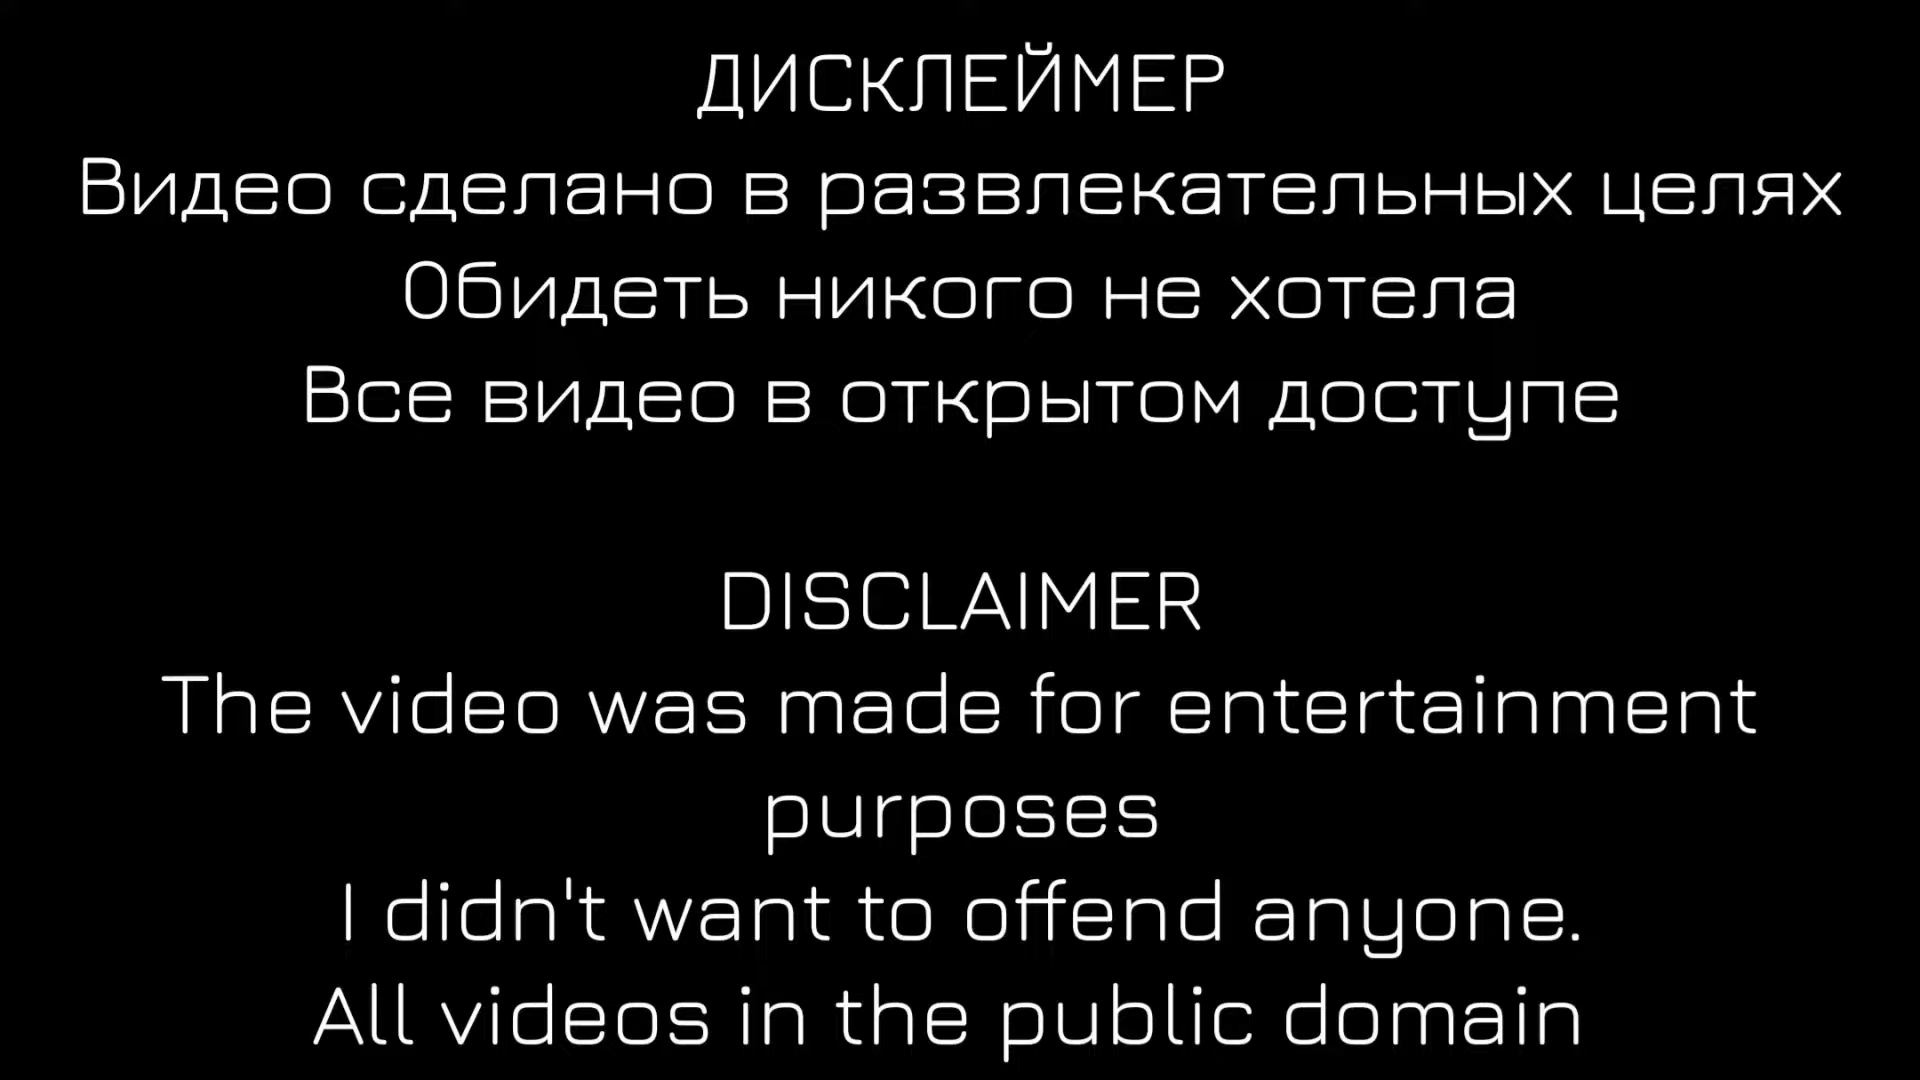 ДИСКЛЕЙМЕР
Видео сделано в развлекательных целях
Обидеть никого не хотела
Все видео в открытом доступе
DISCLAIMER
The video was made for entertainment
purposes
I didn't want to offend anyone.
All videos in the public domain